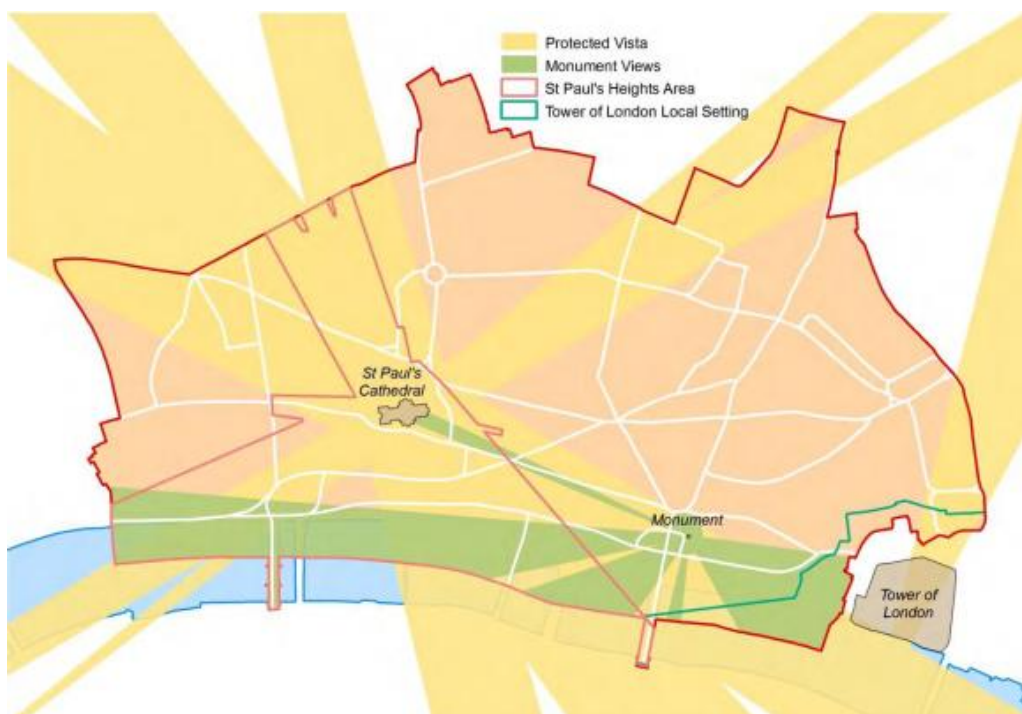 Protected Vista
Monument Views
St Paul's Heights Area
Tower of London Local Setting
St Paul's
Cathedral
Monument
Tower of
London